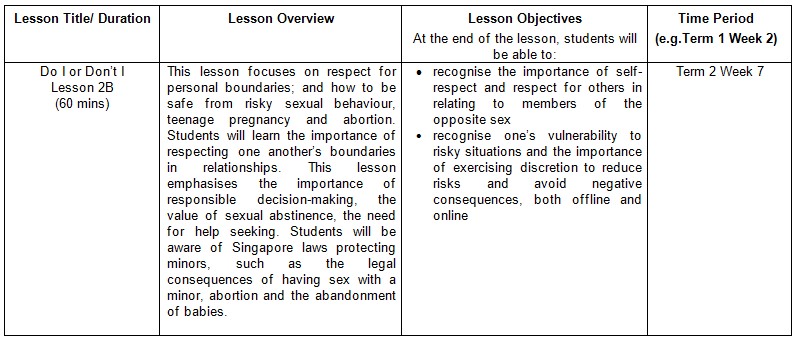 Lesson Title/ Duration
Lesson Overview
Lesson Objectives
At the end of the lesson, students will
be able to:
Time Period
(e.g.Term 1 Week 2)
Do I or Don't I
Lesson 2B
(60 mins)
This lesson focuses on respect for
personal boundaries; and how to be
safe from risky sexual behaviour,
teenage pregnancy and abortion.
Students will learn the importance of
respecting one another's boundaries
in relationships. This lesson
emphasises the importance of
responsible decision-making, the
value of sexual abstinence, the need
for help seeking. Students will be
aware of Singapore laws protecting
minors, such as the legal
consequences of having sex with a
minor, abortion and the abandonment
of babies.
• recognise the importance of self-
respect and respect for others in
relating to members of the
opposite sex
• recognise one's vulnerability to
risky situations and the importance
of exercising discretion to reduce
risks and avoid negative
consequences, both offline and
online
Term 2 Week 7